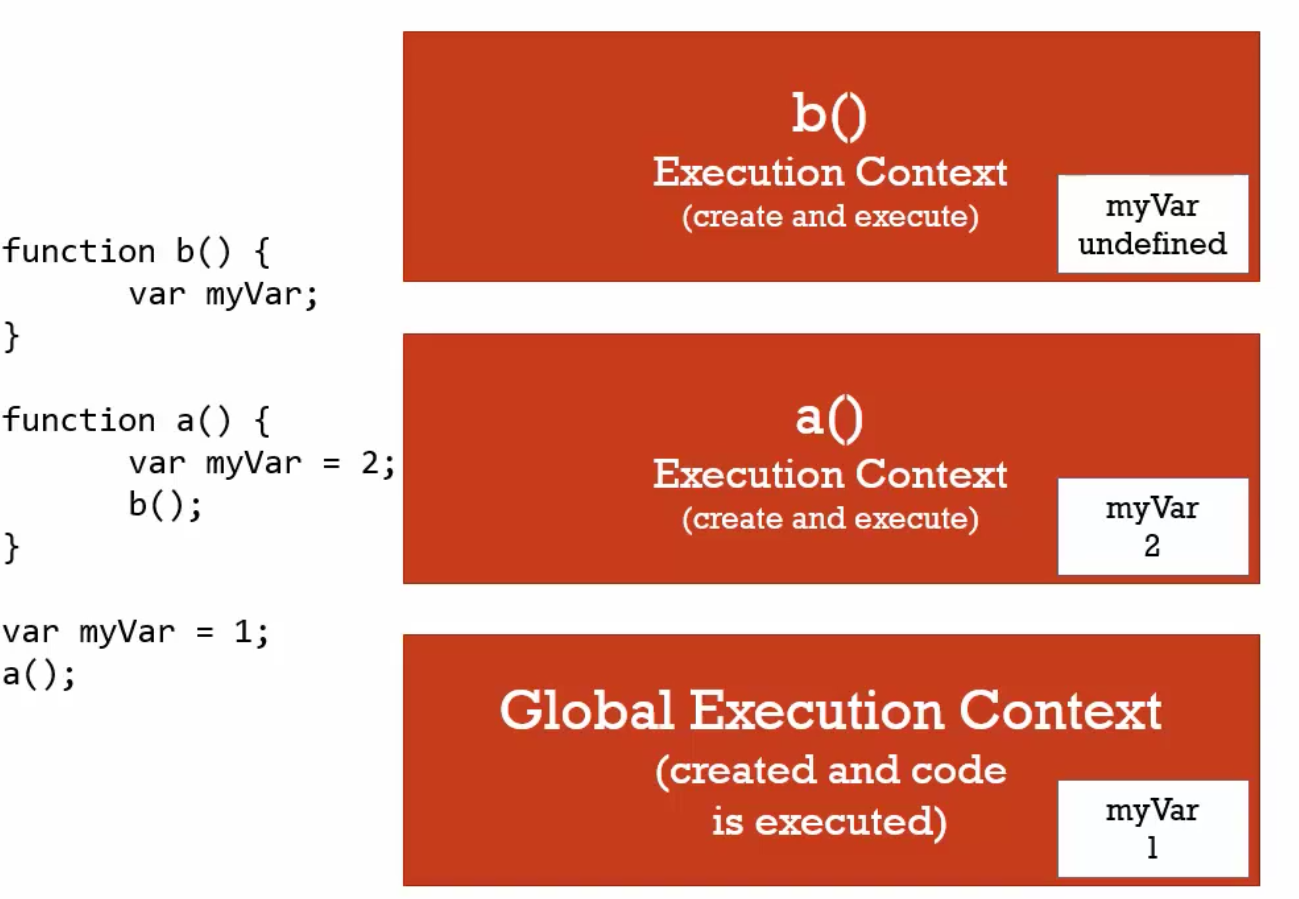 function b() {
var myVar;
}
function a() {
var myVar = 2;
b();
}
var myVar = 1;
a();
b()
Execution Context
(create and execute)
myVar
undefined
a()
Execution Context
(create and execute)
myVar
2
Global Execution Context
(created and code
is executed)
myVar
1